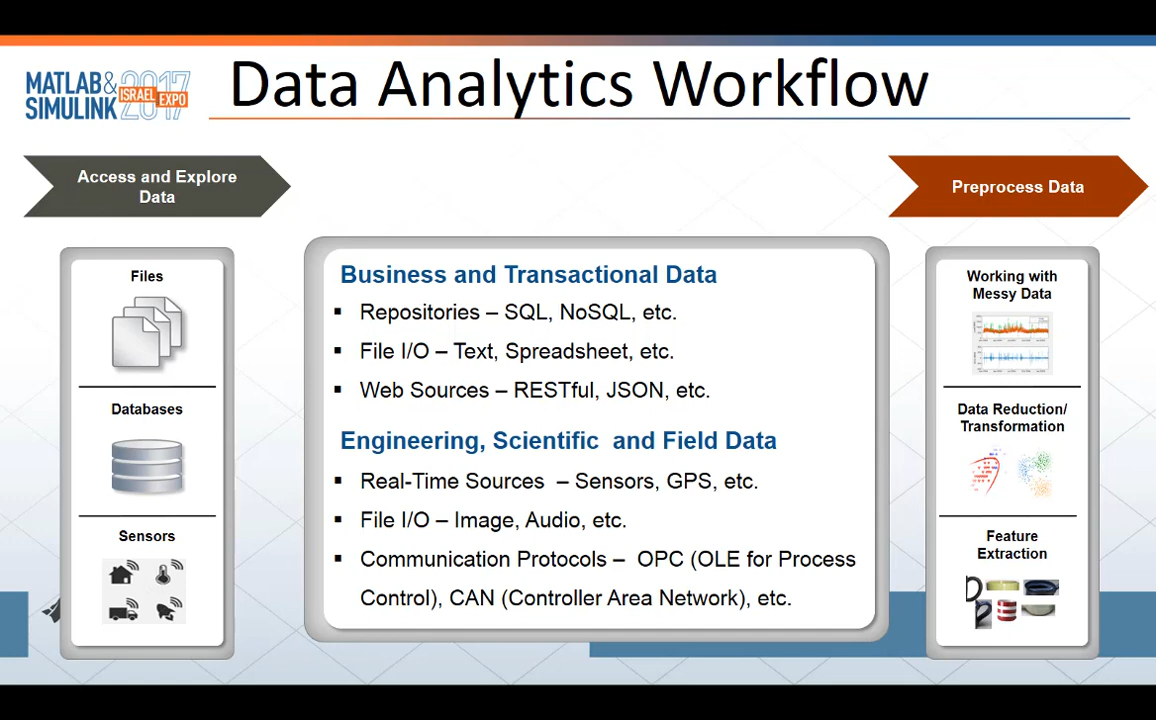 MATLAB&
SIMULINK
2017
ISRAEL
EXPO
Data Analytics Workflow
Access and Explore
Data
Preprocess Data
Files
Databases
Sensors
Business and Transactional Data
▪ Repositories – SQL, NoSQL, etc.
▪ File I/O – Text, Spreadsheet, etc.
▪ Web Sources – RESTful, JSON, etc.
Engineering, Scientific and Field Data
▪ Real-Time Sources – Sensors, GPS, etc.
▪ File I/O – Image, Audio, etc.
▪ Communication Protocols – OPC (OLE for Process
Control), CAN (Controller Area Network), etc.
Working with
Messy Data
Data Reduction/
Transformation
Feature
Extraction